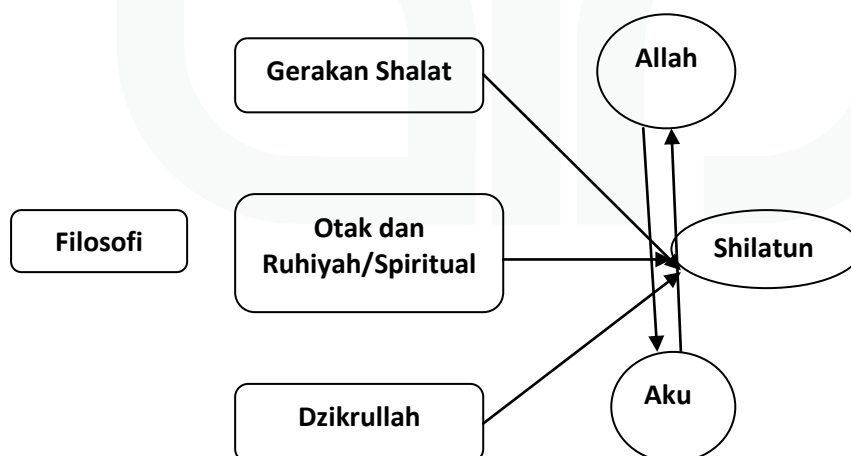 Gerakan Shalat
Allah
Filosofi
Otak dan
Ruhiyah/Spiritual
Shilatun
Dzikrullah
Aku